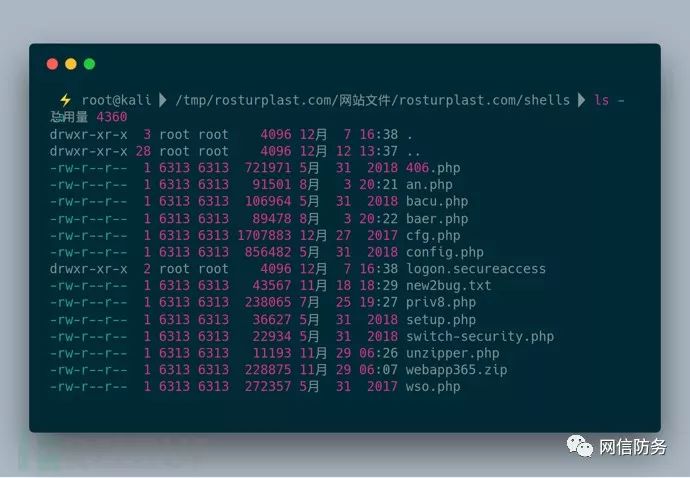 ⚡ root@kali /tmp/rosturplast.com/网站文件/rosturplast.com/shells ls -
总用量 4360
drwxr-xr-x 3 root root 4096 12月 7 16:38 .
drwxr-xr-x 28 root root 4096 12月 12 13:37 ..
-rw-r--r-- 1 6313 6313 721971 5月 31 2018 406.php
-rw-r--r-- 1 6313 6313 91501 8月 3 20:21 an.php
-rw-r--r-- 1 6313 6313 106964 5月 31 2018 bacu.php
-rw-r--r-- 1 6313 6313 89478 8月 3 20:22 baer.php
-rw-r--r-- 1 6313 6313 1707883 12月 27 2017 cfg.php
-rw-r--r-- 1 6313 6313 856482 5月 31 2018 config.php
drwxr-xr-x 2 root root 4096 12月 7 16:38 logon.secureaccess
-rw-r--r-- 1 6313 6313 43567 11月 18 18:29 new2bug.txt
-rw-r--r-- 1 6313 6313 238065 7月 25 19:27 priv8.php
-rw-r--r-- 1 6313 6313 36627 5月 31 2018 setup.php
-rw-r--r-- 1 6313 6313 22934 5月 31 2018 switch-security.php
-rw-r--r-- 1 6313 6313 11193 11月 29 06:26 unzipper.php
-rw-r--r-- 1 6313 6313 228875 11月 29 06:07 webapp365.zip
-rw-r--r-- 1 6313 6313 272357 5月 31 2017 wso.php
网信防务